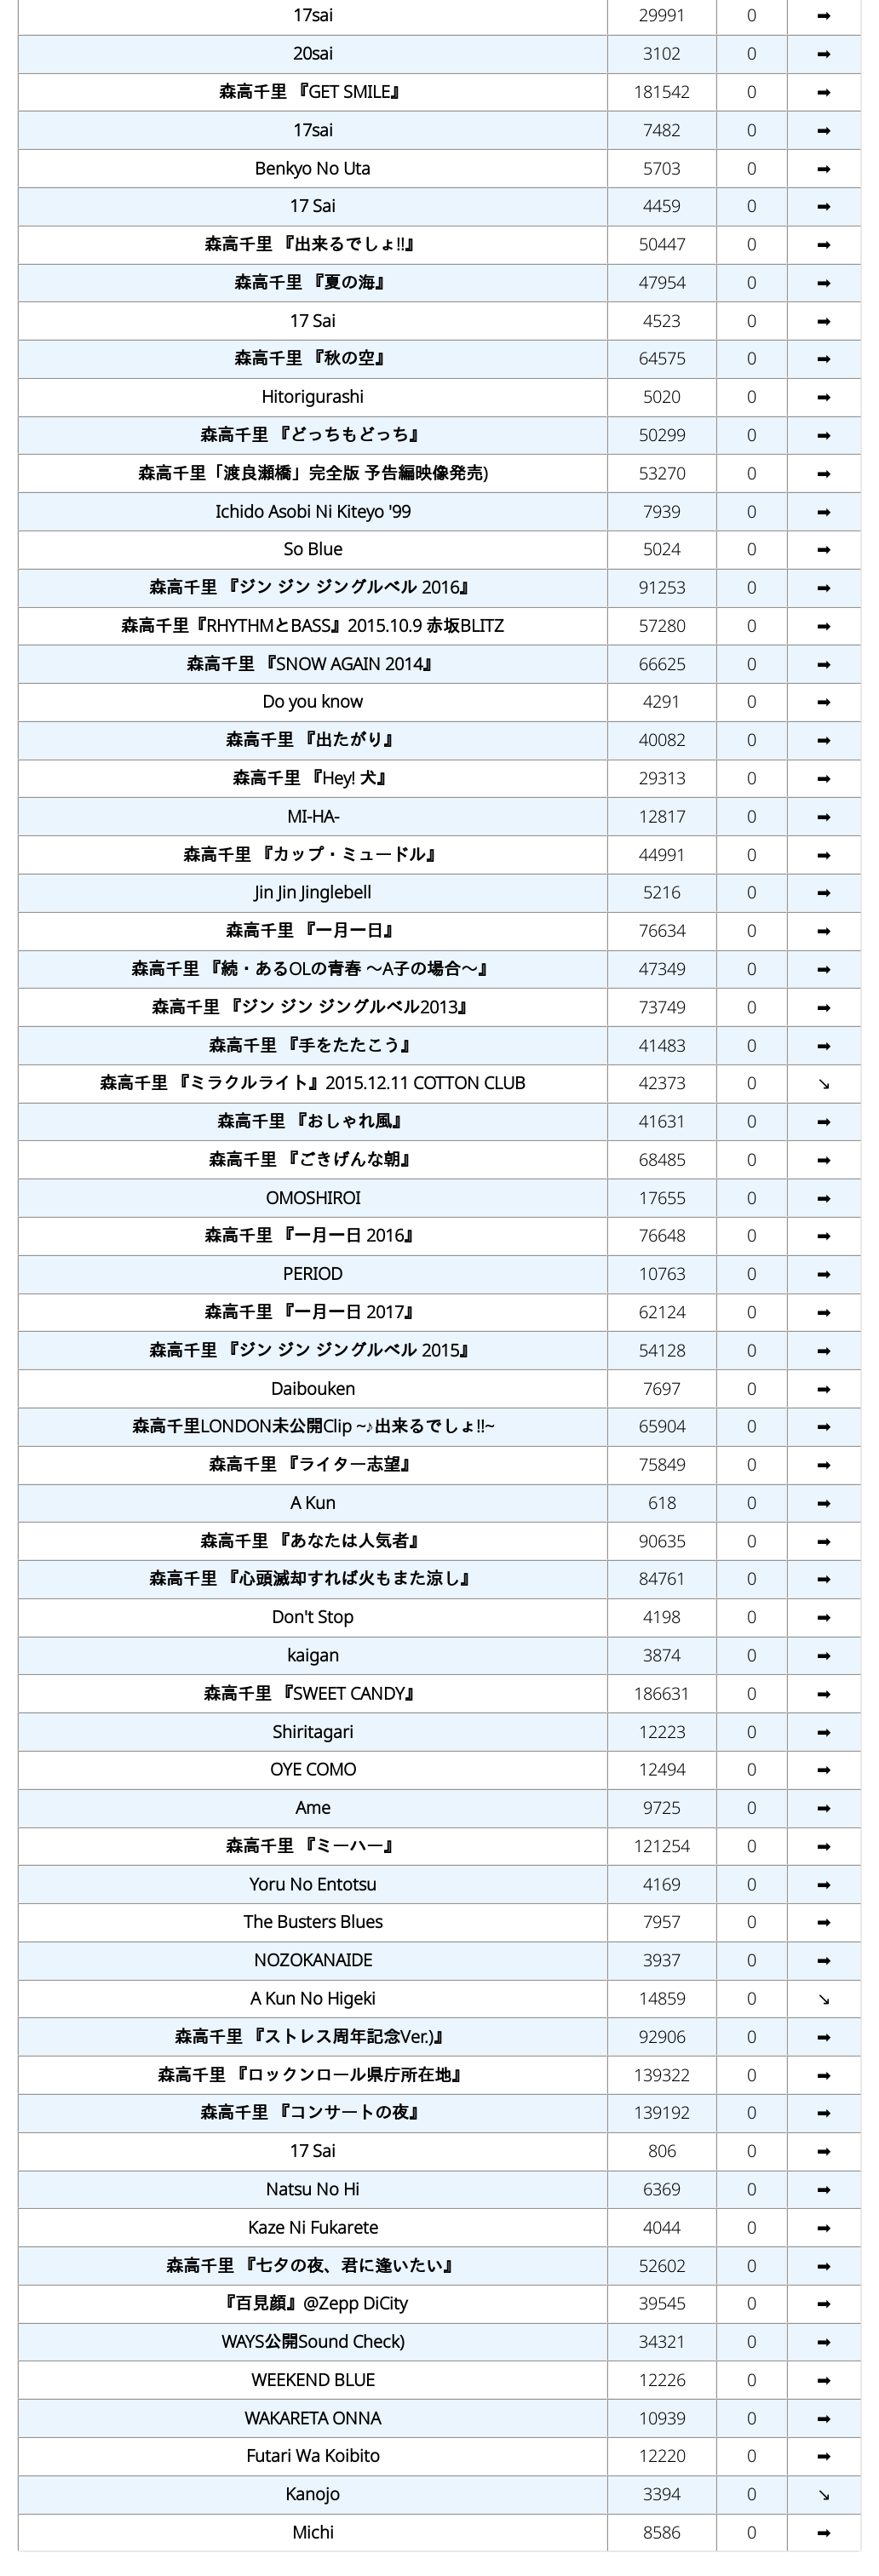 17sai 29991 0 ➡
20sai 3102 0 ➡
森高千里 『GET SMILE』 181542 0 ➡
17sai 7482 0 ➡
Benkyo No Uta 5703 0 ➡
17 Sai 4459 0 ➡
森高千里 『出来るでしょ!!』 50447 0 ➡
森高千里 『夏の海』 47954 0 ➡
17 Sai 4523 0 ➡
森高千里 『秋の空』 64575 0 ➡
Hitorigurashi 5020 0 ➡
森高千里 『どっちもどっち』 50299 0 ➡
森高千里「渡良瀬橋」完全版 予告編映像発売) 53270 0 ➡
Ichido Asobi Ni Kiteyo '99 7939 0 ➡
So Blue 5024 0 ➡
森高千里 『ジン ジン ジングルベル 2016』 91253 0 ➡
森高千里『RHYTHMとBASS』2015.10.9 赤坂BLITZ 57280 0 ➡
森高千里 『SNOW AGAIN 2014』 66625 0 ➡
Do you know 4291 0 ➡
森高千里 『出たがり』 40082 0 ➡
森高千里 『Hey! 犬』 29313 0 ➡
MI-HA- 12817 0 ➡
森高千里 『カップ・ミュードル』 44991 0 ➡
Jin Jin Jinglebell 5216 0 ➡
森高千里 『一月一日』 76634 0 ➡
森高千里 『続・あるOLの青春 ～A子の場合～』 47349 0 ➡
森高千里 『ジン ジン ジングルベル2013』 73749 0 ➡
森高千里 『手をたたこう』 41483 0 ➡
森高千里 『ミラクルライト』2015.12.11 COTTON CLUB 42373 0 ↘
森高千里 『おしゃれ風』 41631 0 ➡
森高千里 『ごきげんな朝』 68485 0 ➡
OMOSHIROI 17655 0 ➡
森高千里 『一月一日 2016』 76648 0 ➡
PERIOD 10763 0 ➡
森高千里 『一月一日 2017』 62124 0 ➡
森高千里 『ジン ジン ジングルベル 2015』 54128 0 ➡
Daibouken 7697 0 ➡
森高千里LONDON未公開Clip ~♪出来るでしょ!!~ 65904 0 ➡
森高千里 『ライター志望』 75849 0 ➡
A Kun 618 0 ➡
森高千里 『あなたは人気者』 90635 0 ➡
森高千里 『心頭滅却すれば火もまた涼し』 84761 0 ➡
Don't Stop 4198 0 ➡
kaigan 3874 0 ➡
森高千里 『SWEET CANDY』 186631 0 ➡
Shiritagari 12223 0 ➡
OYE COMO 12494 0 ➡
Ame 9725 0 ➡
森高千里 『ミーハー』 121254 0 ➡
Yoru No Entotsu 4169 0 ➡
The Busters Blues 7957 0 ➡
NOZOKANAIDE 3937 0 ➡
A Kun No Higeki 14859 0 ↘
森高千里 『ストレス周年記念Ver.)』 92906 0 ➡
森高千里 『ロックンロール県庁所在地』 139322 0 ➡
森高千里 『コンサートの夜』 139192 0 ➡
17 Sai 806 0 ➡
Natsu No Hi 6369 0 ➡
Kaze Ni Fukarete 4044 0 ➡
森高千里 『七夕の夜、君に逢いたい』 52602 0 ➡
『百見顔』@Zepp DiCity 39545 0 ➡
WAYS公開Sound Check) 34321 0 ➡
WEEKEND BLUE 12226 0 ➡
WAKARETA ONNA 10939 0 ➡
Futari Wa Koibito 12220 0 ➡
Kanojo 3394 0 ↘
Michi 8586 0 ➡